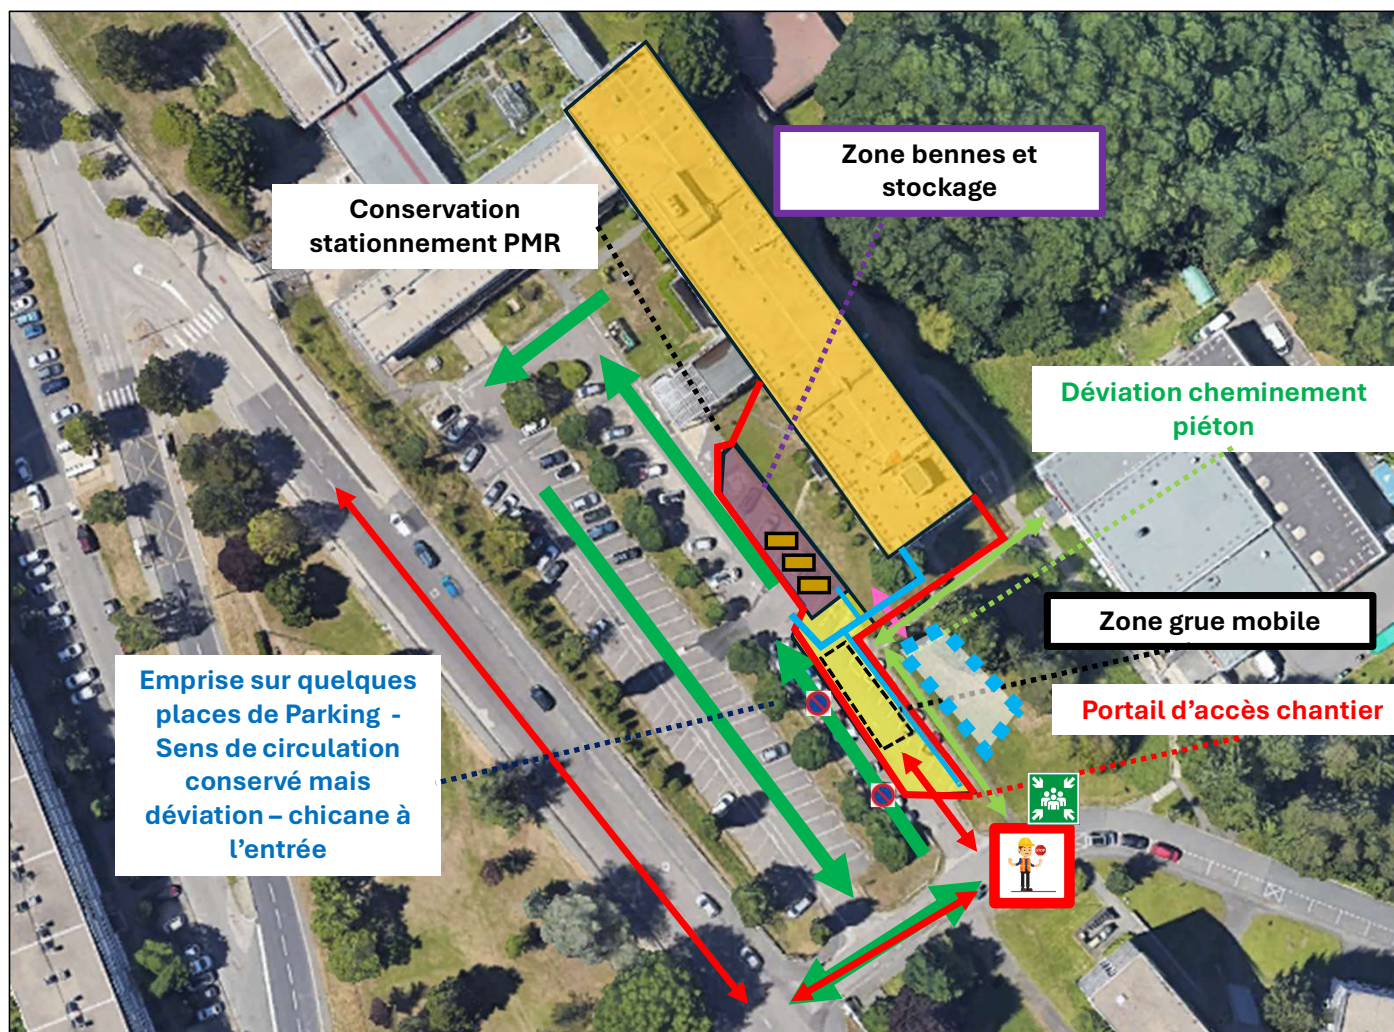 Zone bennes et
stockage
Conservation
stationnement PMR
Déviation cheminement
piéton
Zone grue mobile
Portail d’accès chantier
Emprise sur quelques
places de Parking -
Sens de circulation
conservé mais
déviation – chicane à
l’entrée
STOP